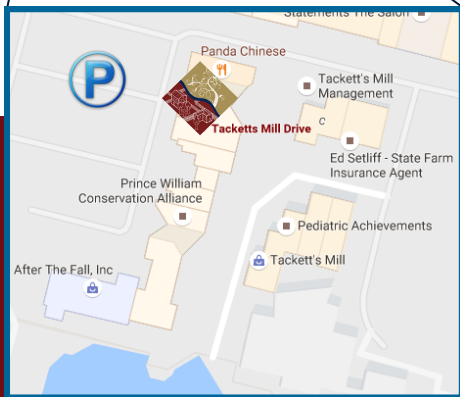 Statements The Salon
Panda Chinese
P
Tackett's Mill
Management
c
Tacketts Mill Drive
Ed Setliff - State Farm
Insurance Agent
Prince William
Conservation Alliance
Pediatric Achievements
Tackett's Mill
After The Fall, Inc